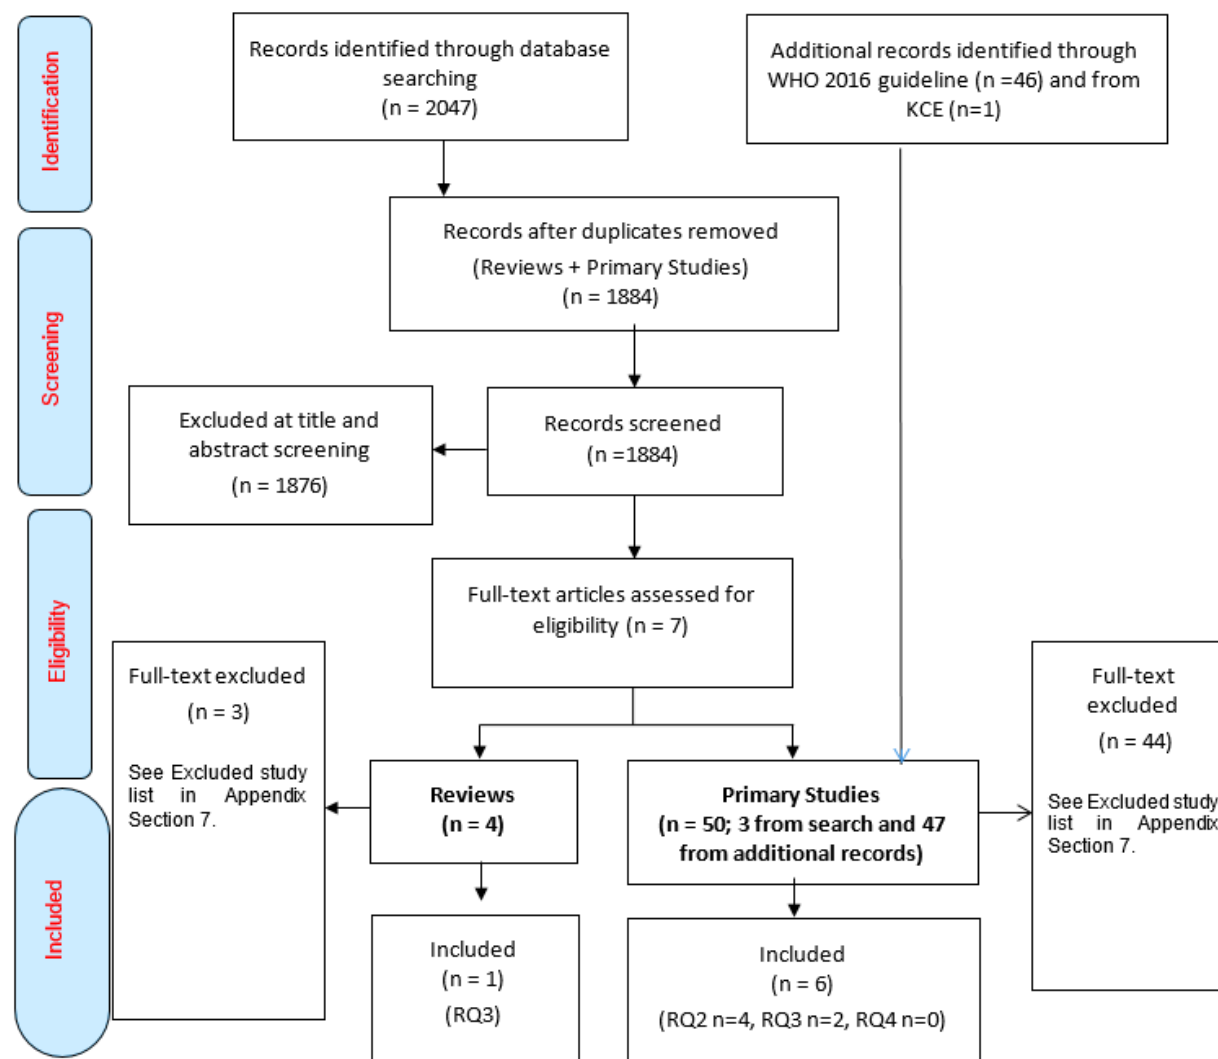 Identification
Records identified through database
searching
(n = 2047)
Additional records identified through
WHO 2016 guideline (n =46) and from
KCE (n=1)
Records after duplicates removed
(Reviews + Primary Studies)
(n = 1884)
Screening
Excluded at title and
abstract screening
(n = 1876)
Records screened
(n =1884)
Eligibility
Full-text articles assessed for
eligibility (n = 7)
Full-text excluded
(n = 3)
See Excluded study
list in Appendix
Section 7.
Reviews
(n = 4)
Primary Studies
(n = 50; 3 from search and 47
from additional records)
Full-text
excluded
(n = 44)
See Excluded study
list in Appendix
Section 7.
Included
Included
(n = 1)
(RQ3)
Included
(n = 6)
(RQ2 n=4, RQ3 n=2, RQ4 n=0)